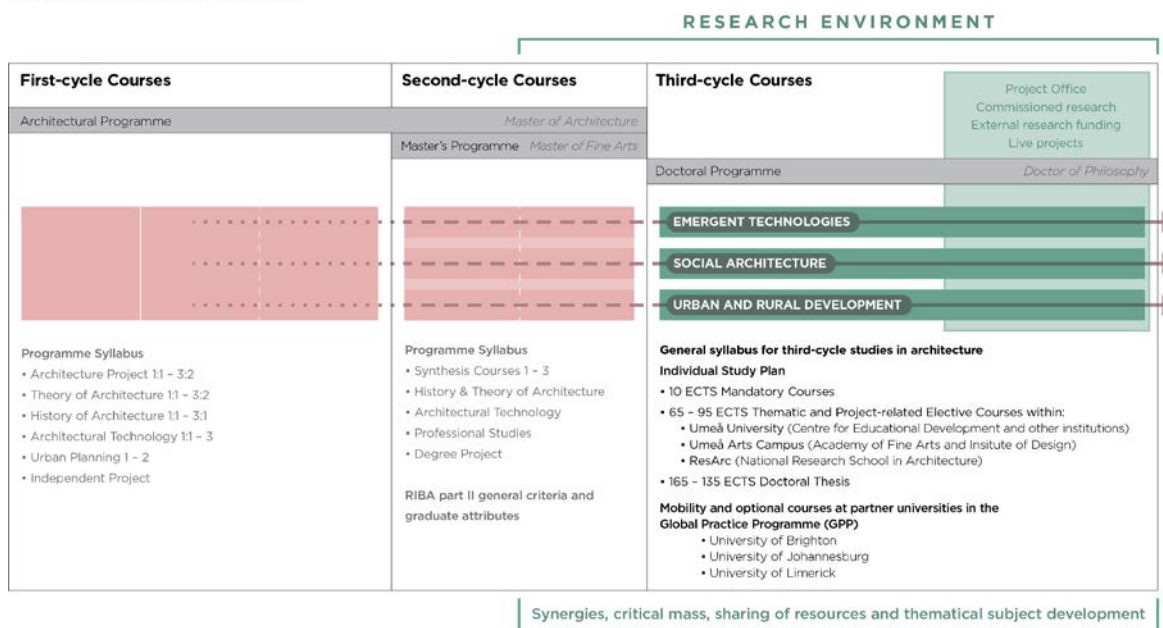 RESEARCH ENVIRONMENT
First-cycle Courses
Second-cycle Courses
Third-cycle Courses
Project Office
Commissioned research
External research funding
Live projects
Architectural Programme
Master of Architecture
Master's Programme
Master of Fine Arts
Doctoral Programme
Doctor of Philosophy
EMERGENT TECHNOLOGIES
SOCIAL ARCHITECTURE
URBAN AND RURAL DEVELOPMENT
Programme Syllabus
• Architecture Project 1:1 – 3:2
• Theory of Architecture 1:1 – 3:2
• History of Architecture 1:1 – 3:1
• Architectural Technology 1:1 – 3
• Urban Planning 1 – 2
• Independent Project
Programme Syllabus
• Synthesis Courses 1 – 3
• History & Theory of Architecture
• Architectural Technology
• Professional Studies
• Degree Project
RIBA part II general criteria and
graduate attributes
General syllabus for third-cycle studies in architecture
Individual Study Plan
• 10 ECTS Mandatory Courses
• 65 – 95 ECTS Thematic and Project-related Elective Courses within:
• Umeå University (Centre for Educational Development and other institutions)
• Umeå Arts Campus (Academy of Fine Arts and Insitute of Design)
• ResArc (National Research School in Architecture)
• 165 – 135 ECTS Doctoral Thesis
Mobility and optional courses at partner universities in the
Global Practice Programme (GPP)
• University of Brighton
• University of Johannesburg
• University of Limerick
Synergies, critical mass, sharing of resources and thematical subject development